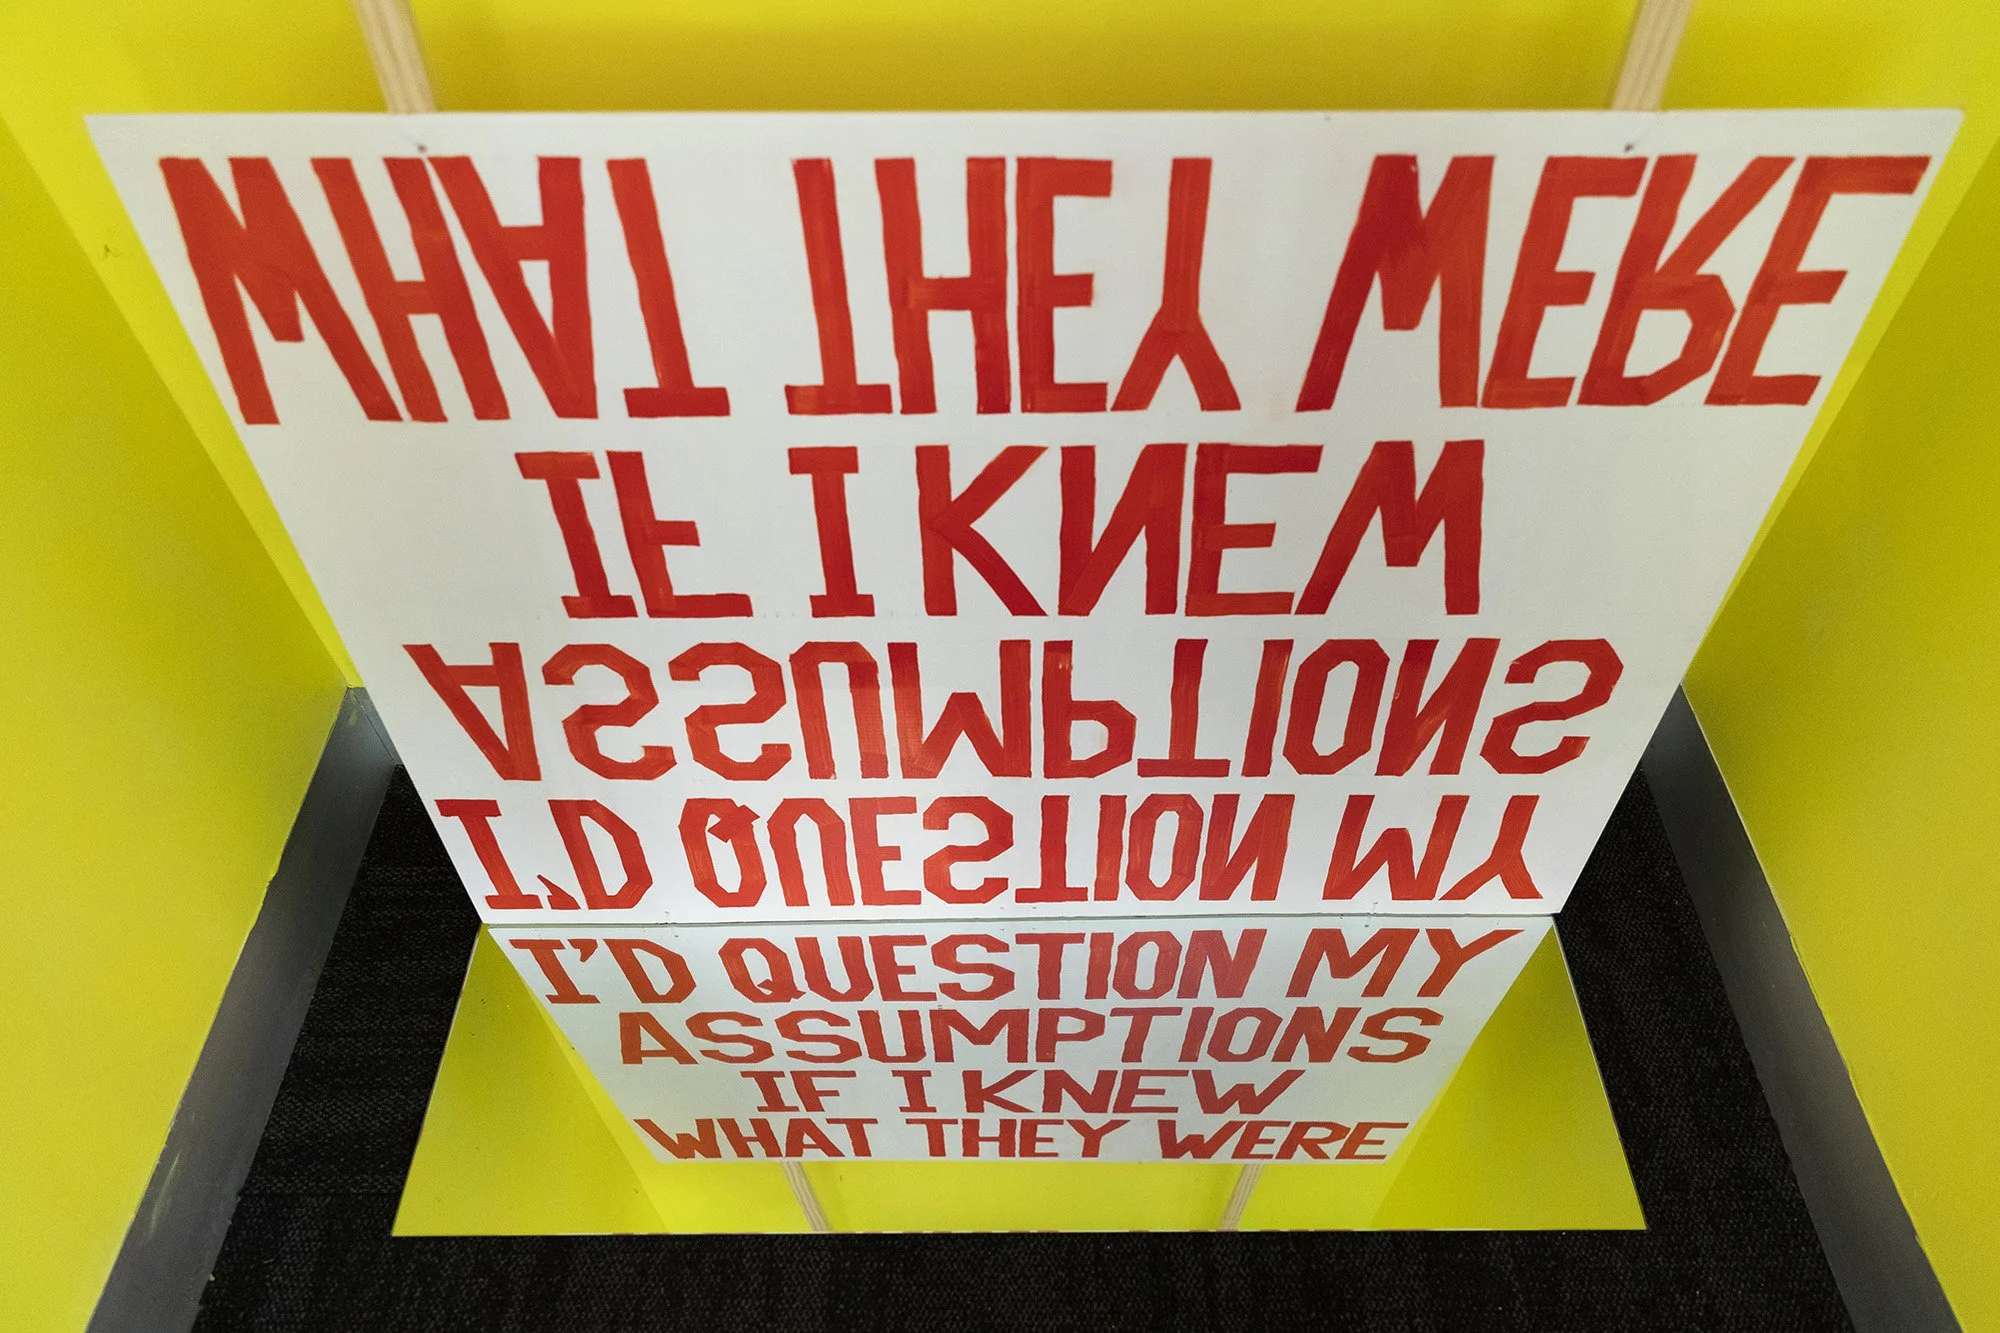 WHAT THEY WERE
IF I KNEW
ASSUMPTIONS
I'D QUESTION MY
I'D QUESTION MY
ASSUMPTIONS
IF I KNEW
WHAT THEY WERE